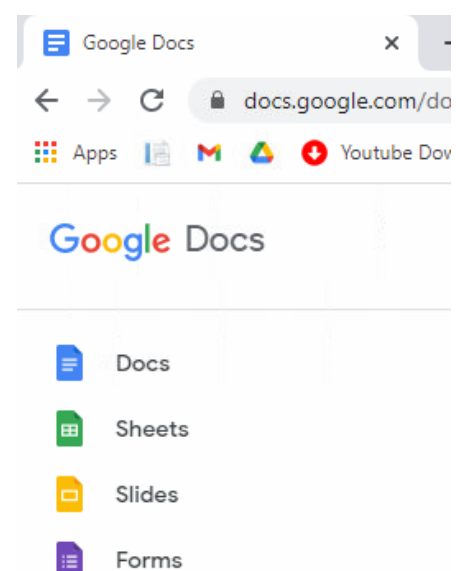 Google Docs
docs.google.com/do
Apps Youtube Dow
Google Docs
Docs
Sheets
Slides
Forms